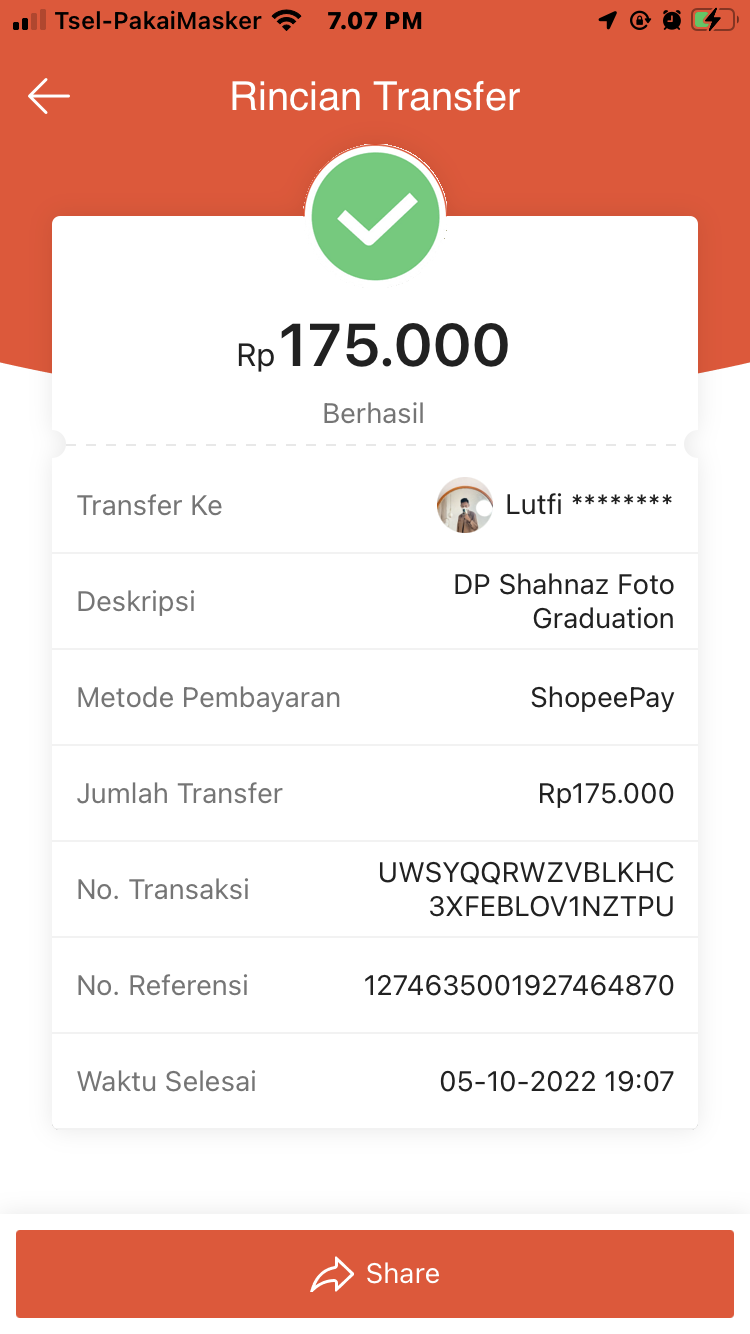 Tsel-PakaiMasker 7.07 PM
Rincian Transfer
Rp175.000
Berhasil
Transfer Ke Lutfi ********
Deskripsi DP Shahnaz Foto
Graduation
Metode Pembayaran ShopeePay
Jumlah Transfer Rp175.000
No. Transaksi UWSYQQRWZVBLKHC
3XFEBLOV1NZTPU
No. Referensi 1274635001927464870
Waktu Selesai 05-10-2022 19:07
Share